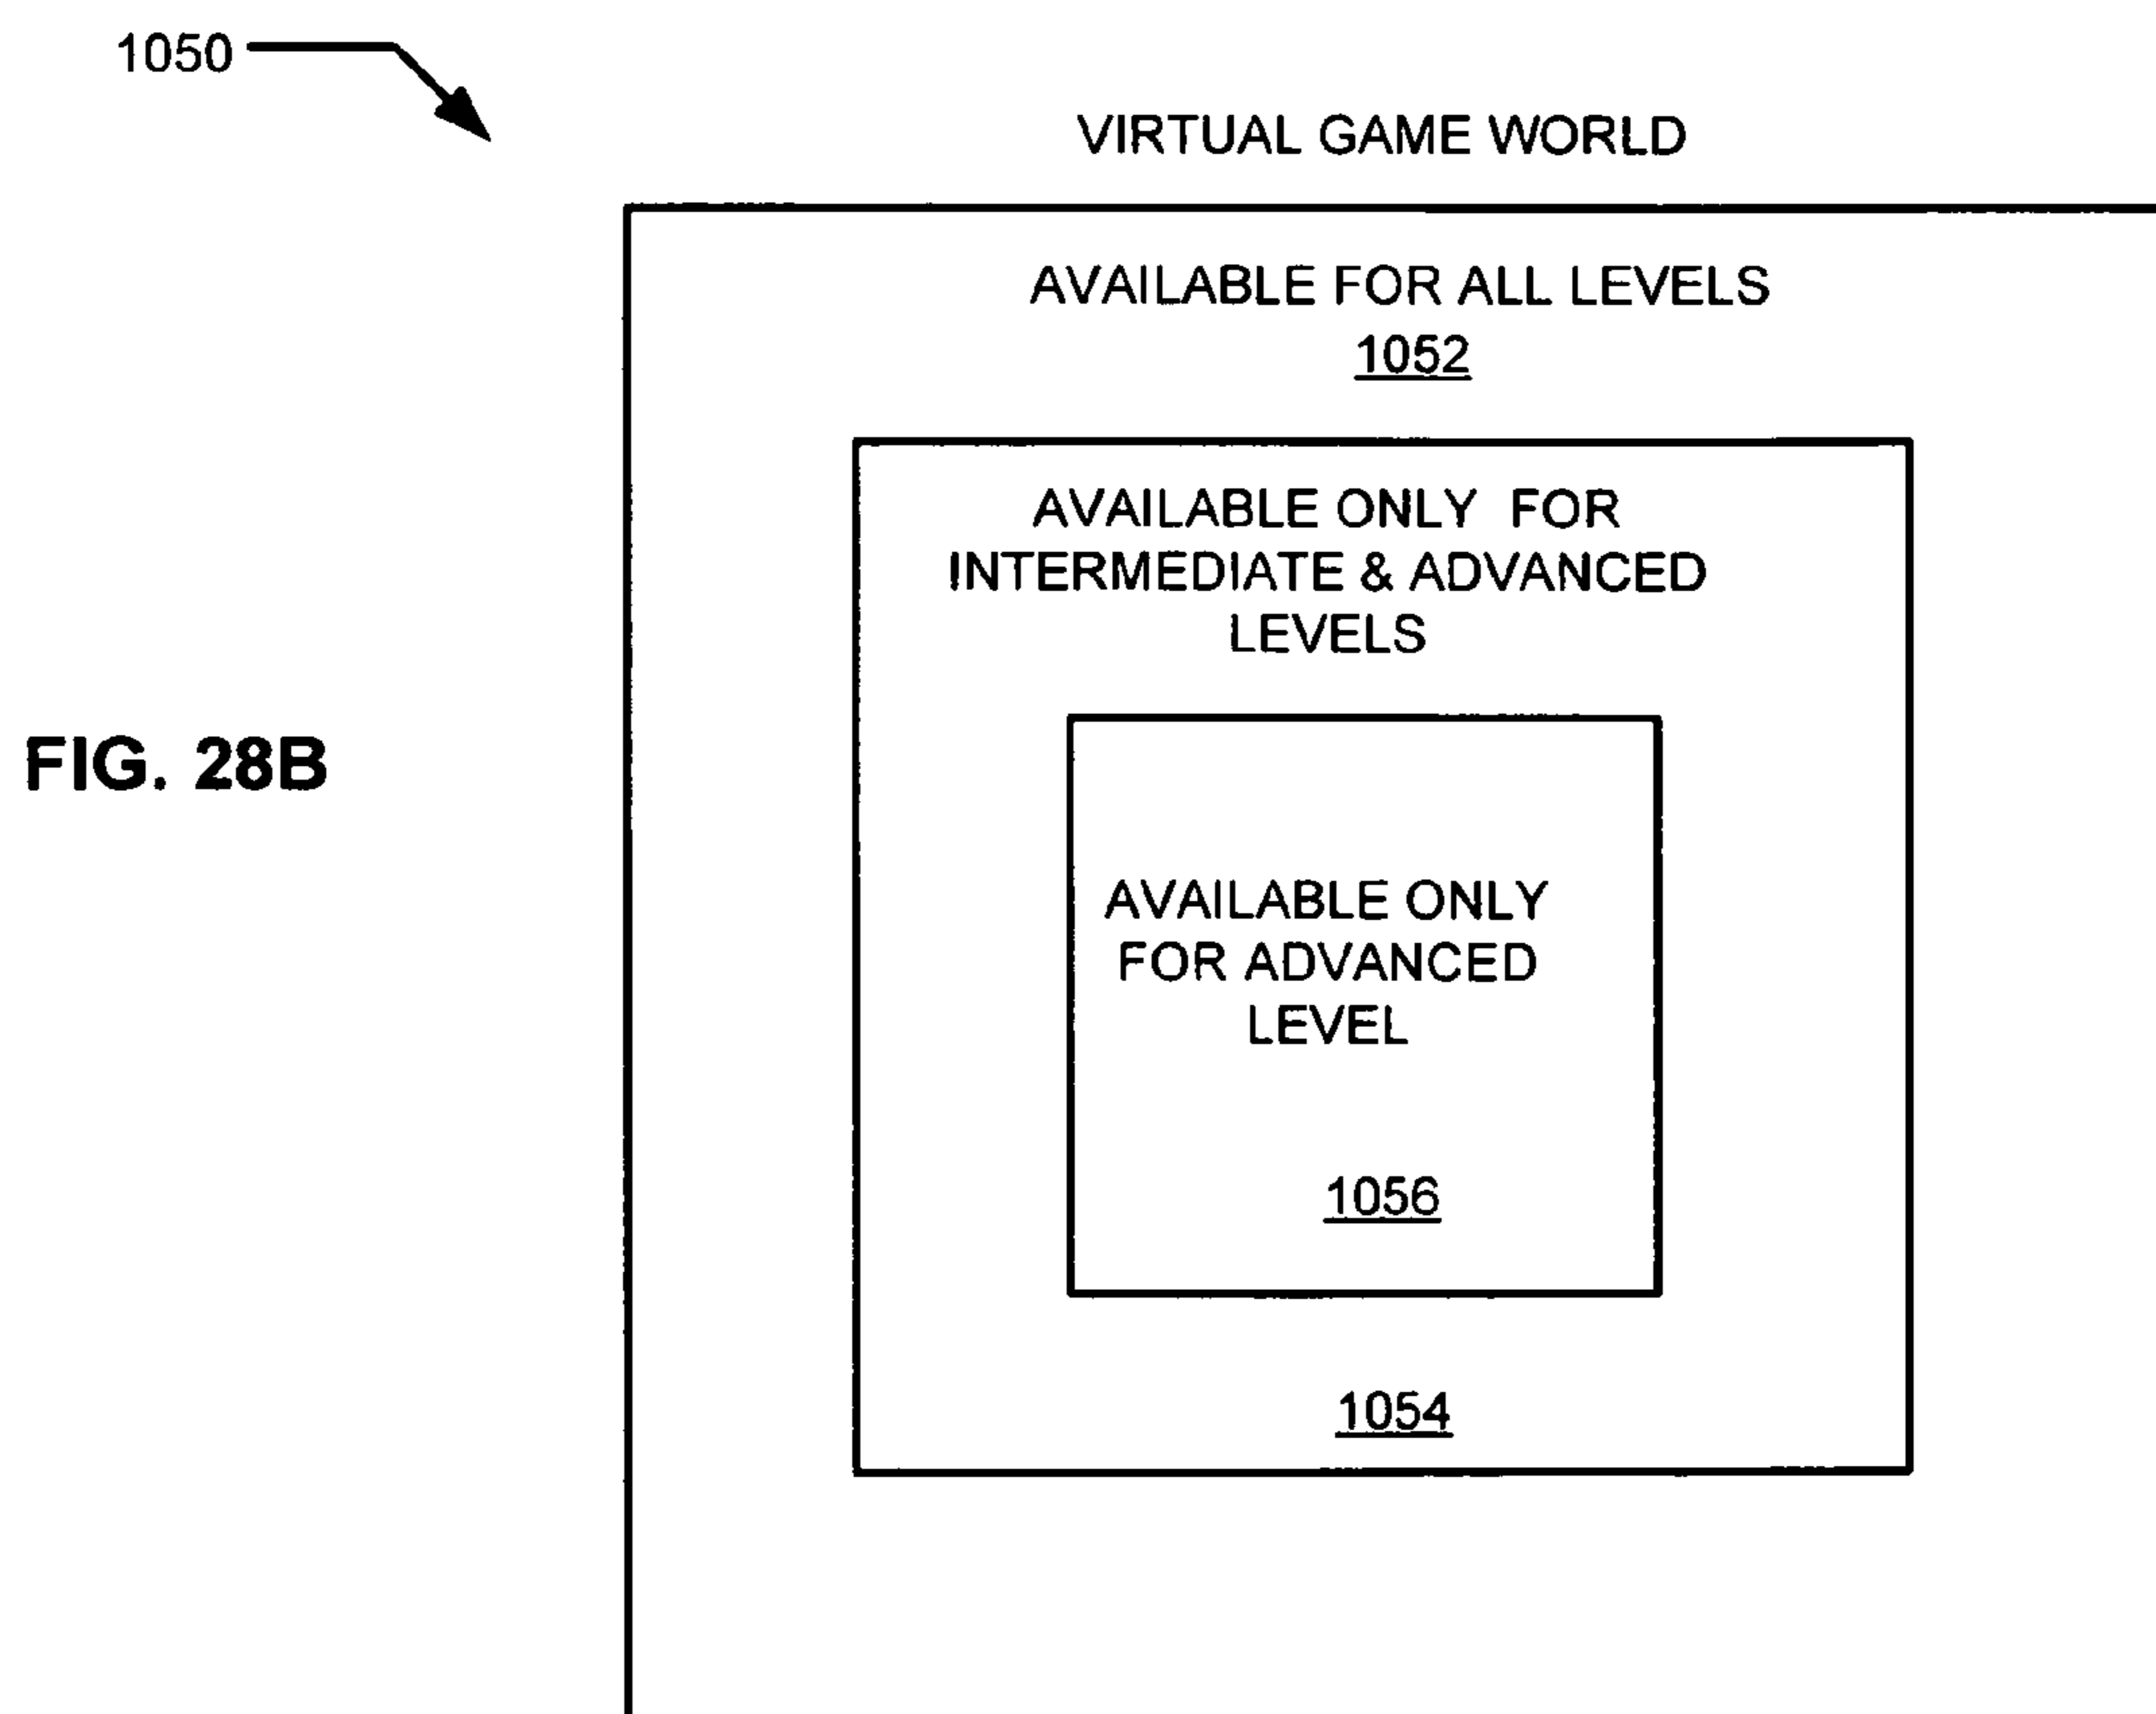 1050
VIRTUAL GAME WORLD
AVAILABLE FOR ALL LEVELS
1052
AVAILABLE ONLY FOR
INTERMEDIATE & ADVANCED
LEVELS
FIG. 28B
AVAILABLE ONLY
FOR ADVANCED
LEVEL
1056
1054